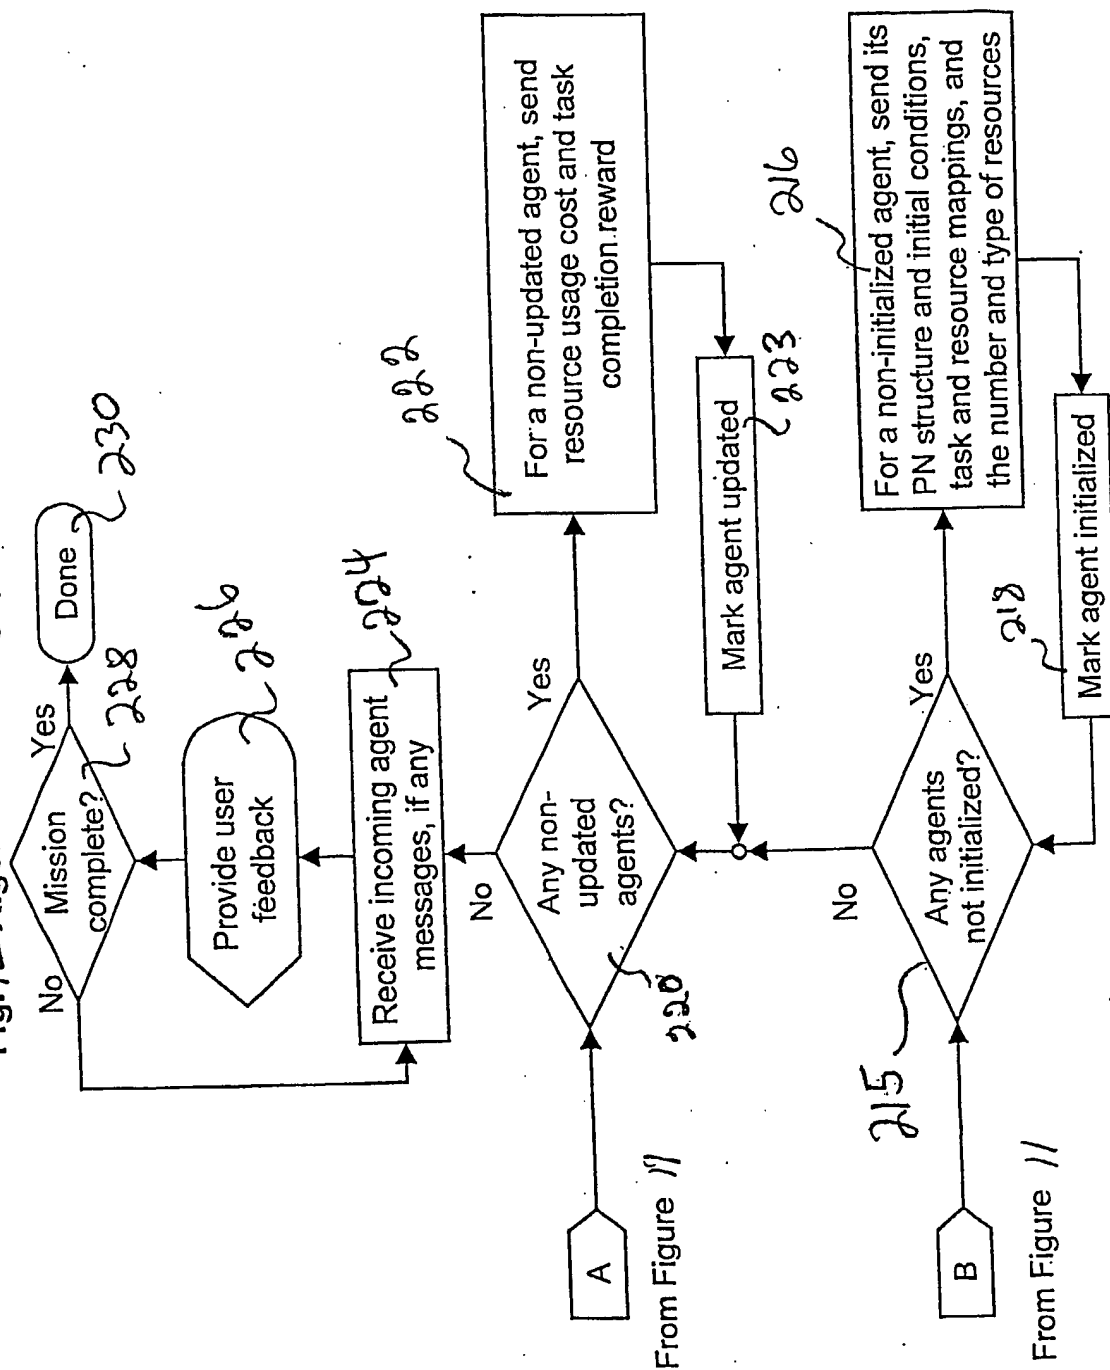 Mission
complete?
228
Yes
No
Done
230
Provide user
feedback
226
Receive incoming agent
messages, if any
224
A
From Figure
Any non-
updated
agents?
220
No
Yes
For a non-updated agent, send
resource usage cost and task
completion reward
222
Mark agent updated
223
B
From Figure 11
Any agents
not initialized?
215
No
Yes
For a non-initialized agent, send its
PN structure and initial conditions,
task and resource mappings, and
the number and type of resources
216
Mark agent initialized
218